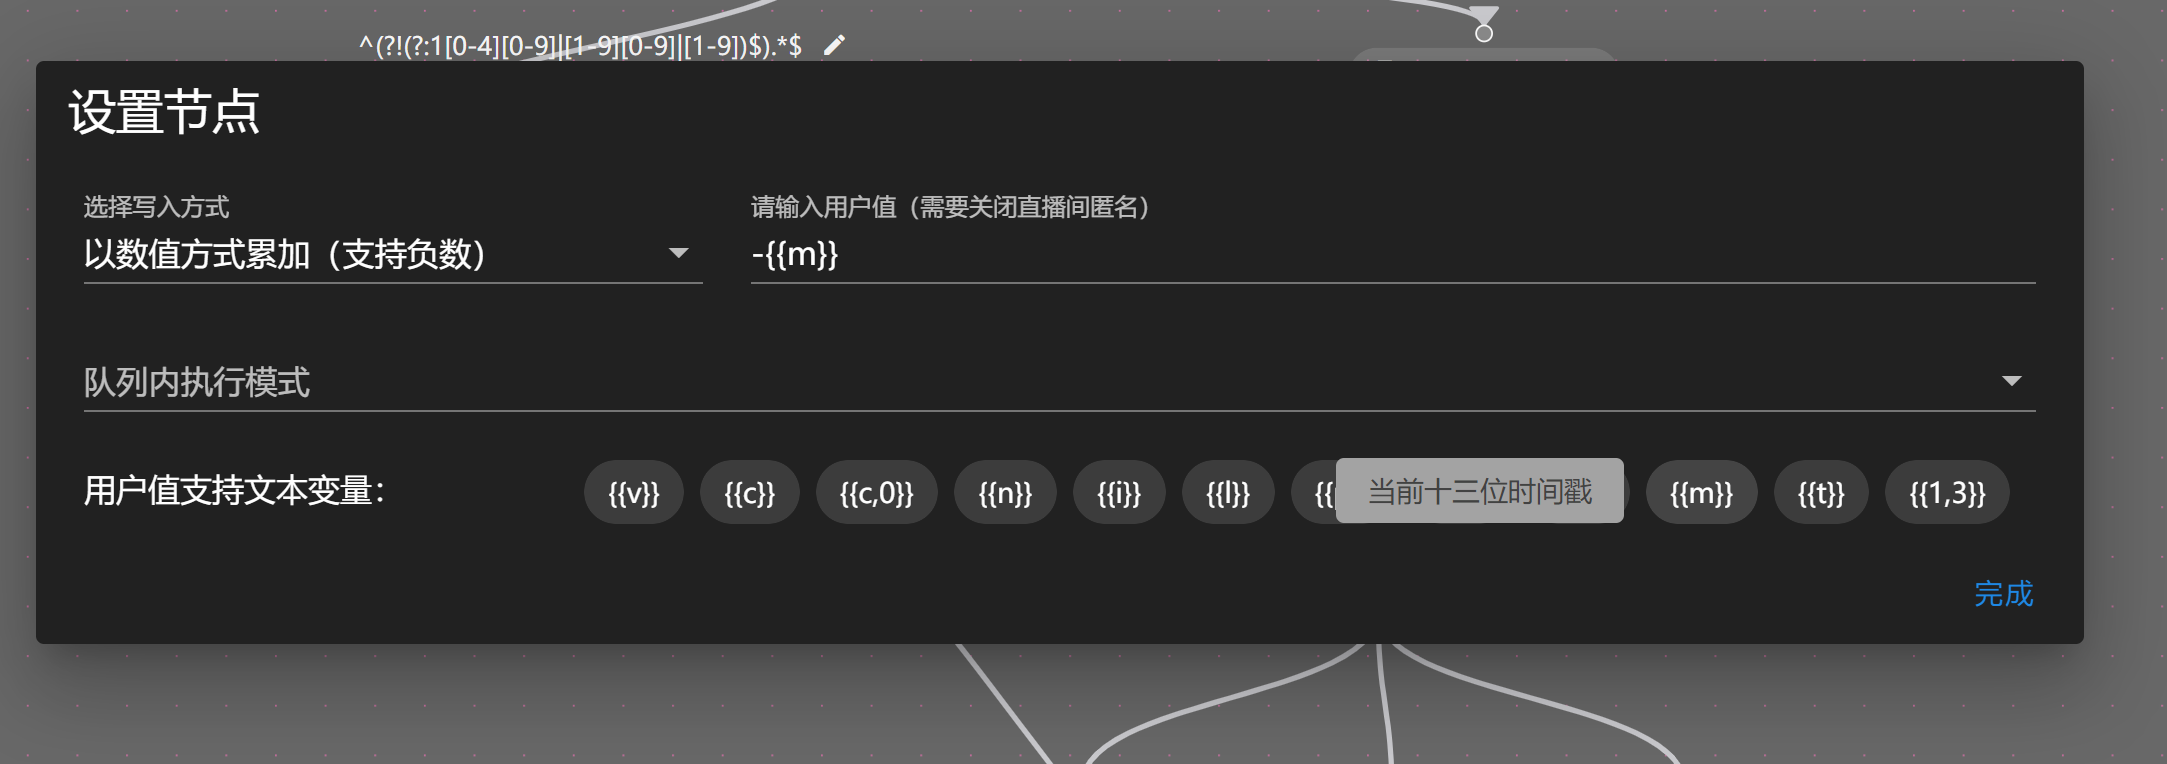 ^(?!(?:1[0-4][0-9]|[1-9][0-9]|[1-9])$).*$
设置节点
选择写入方式
请输入用户值（需要关闭直播间匿名）
以数值方式累加（支持负数）
-{{m}}
队列内执行模式
用户值支持文本变量：
{{v}} {{c}} {{c,0}} {{n}} {{i}} {{l}} 当前十三位时间戳 {{m}} {{t}} {{1,3}}
完成